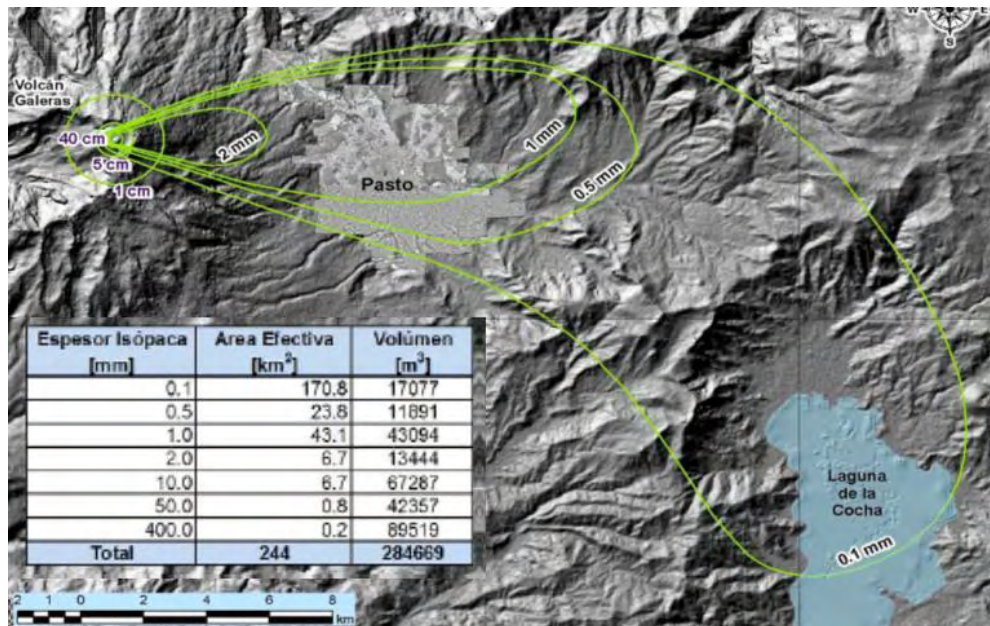 W E
S
Volcán
Galeras
40 cm
5 cm
1 cm
2 mm
1 mm
0.5 mm
Pasto
Espesor Isópaca [mm] Area Efectiva [km²] Volúmen [m³]
0.1 170.8 17077
0.5 23.8 11891
1.0 43.1 43094
2.0 6.7 13444
10.0 6.7 67287
50.0 0.8 42357
400.0 0.2 89519
Total 244 284669
Laguna
de la
Cocha
0.1 mm
2 1 0 2 4 6 8
km